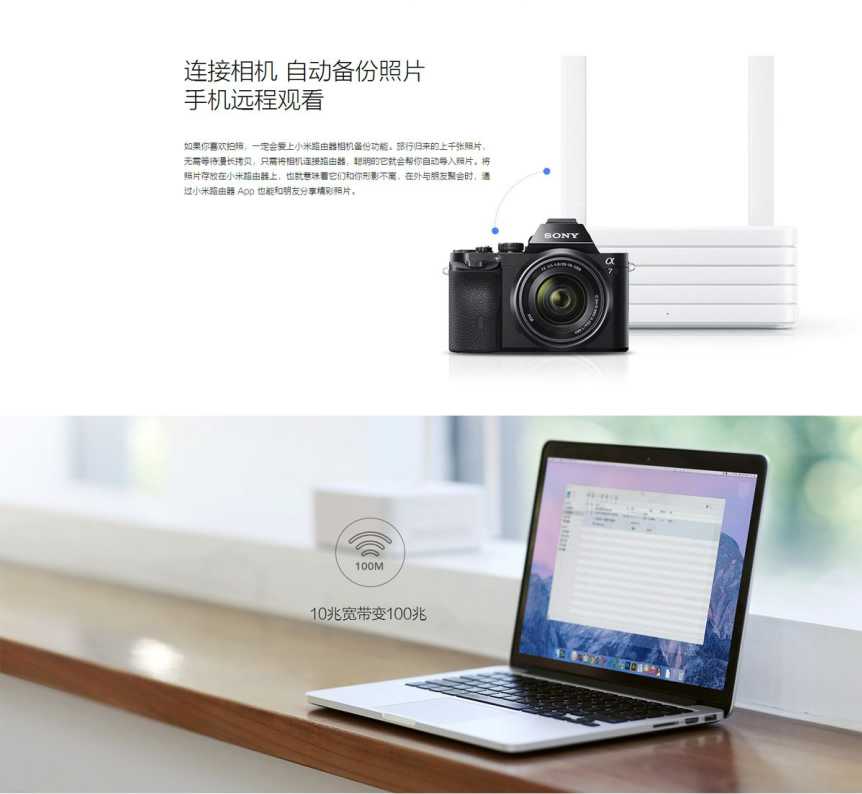 连接相机 自动备份照片
手机远程观看
如果你喜欢拍照，一定会爱上小米路由器相机备份功能。旅行归来的上千张照片，
无需等待漫长拷贝，只需将相机连接路由器，聪明的它就会帮你自动导入照片。将
照片存放在小米路由器上，也就意味着它们和你形影不离，在外与朋友聚会时，通
过小米路由器 App 也能和朋友分享精彩照片。
SONY
α
7
100M
10兆宽带变100兆